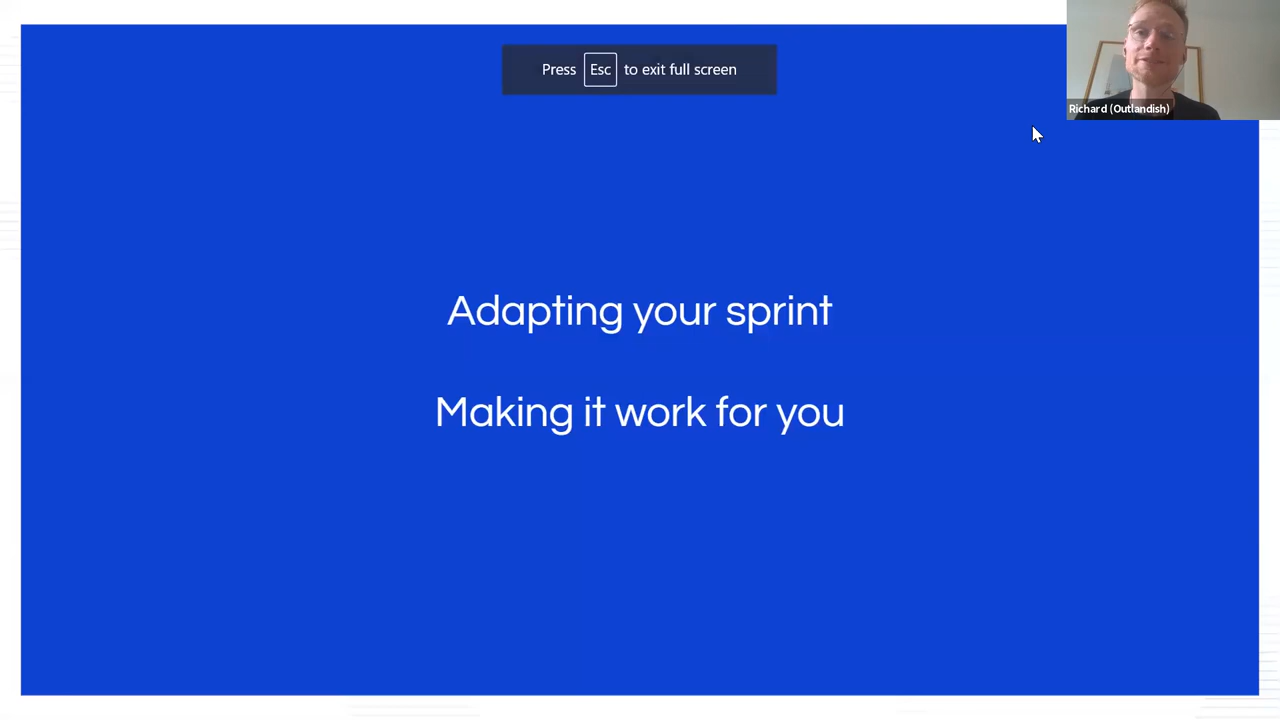 Press Esc to exit full screen
Richard (Outlandish)
Adapting your sprint
Making it work for you